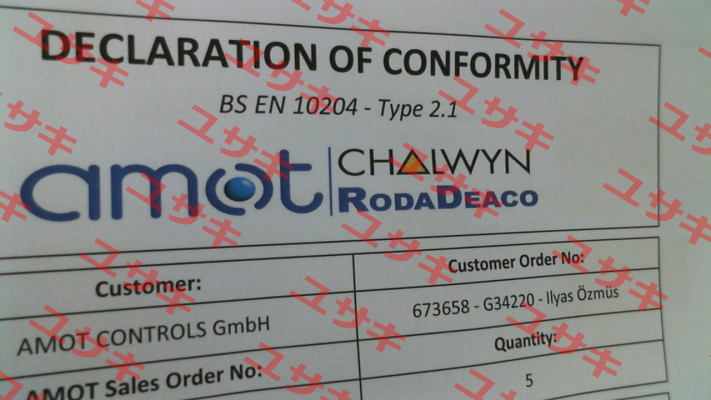 DECLARATION OF CONFORMITY
BS EN 10204 - Type 2.1
amot
CHALWYN
RODADEACO
Customer:
Customer Order No:
AMOT CONTROLS GmbH
673658 - G34220 - Ilyas Özmüs
AMOT Sales Order No:
Quantity:
5
ユサキ